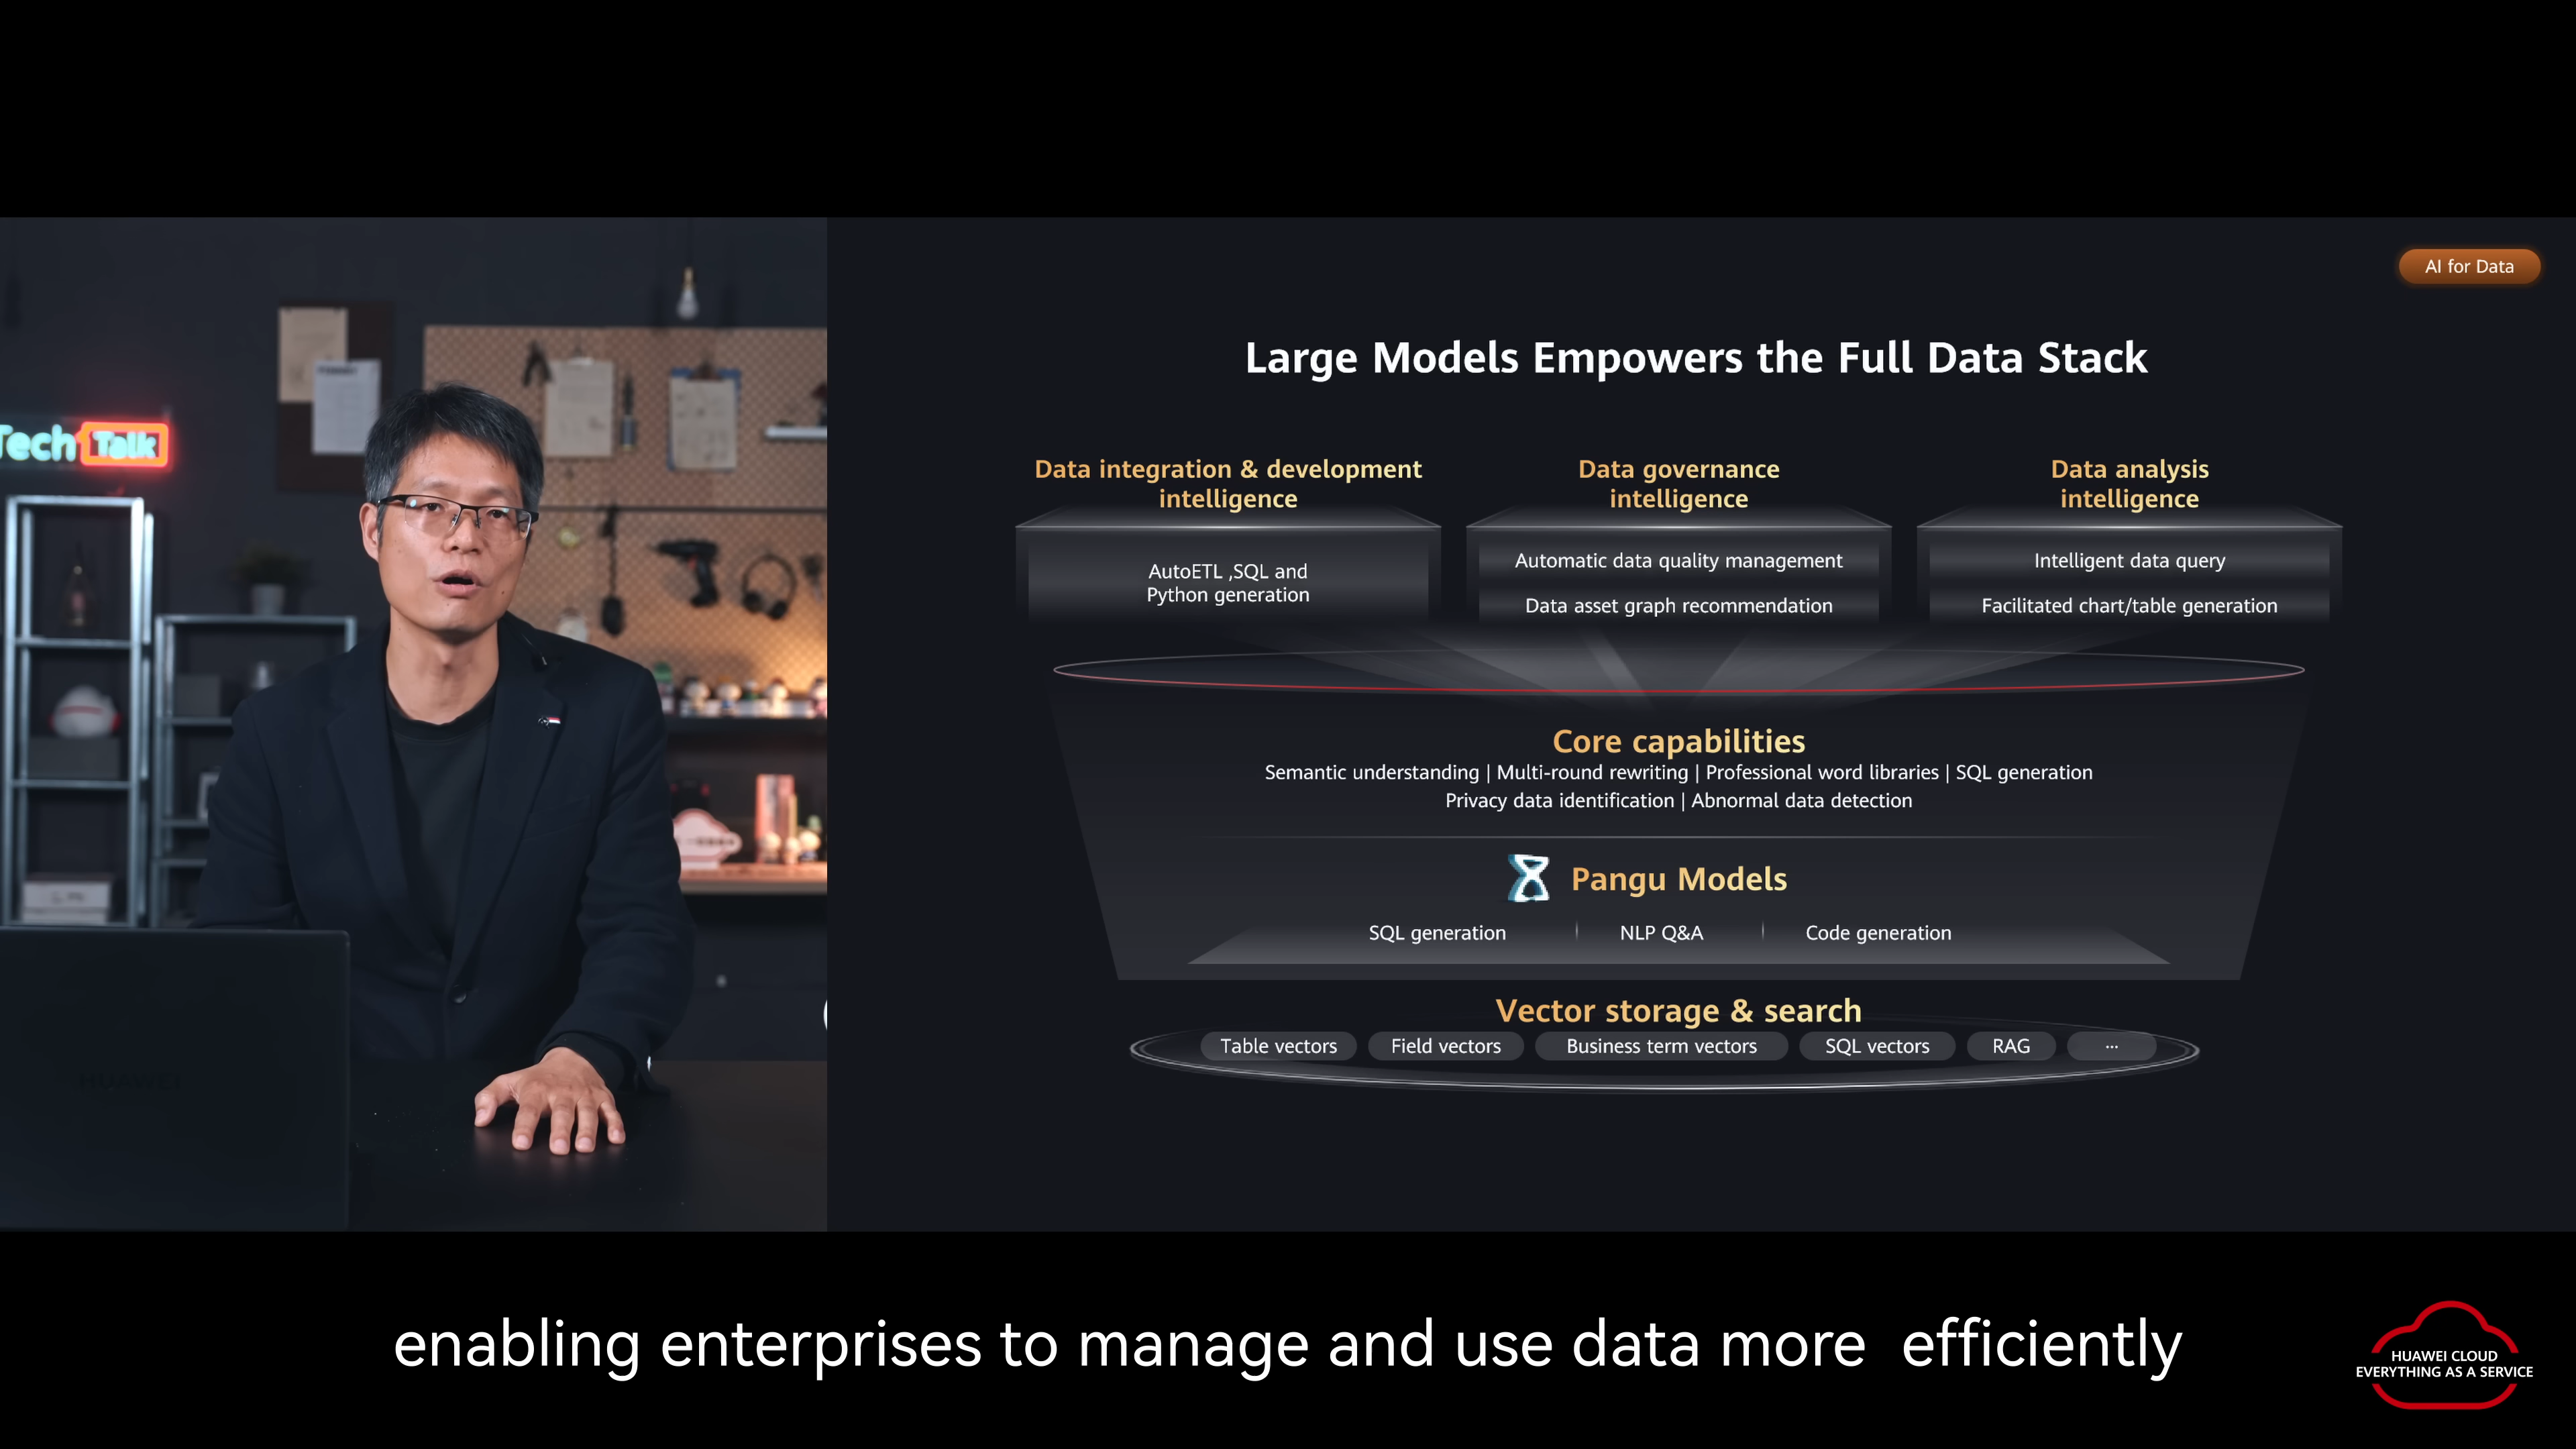 AI for Data
Tech Talk
Large Models Empowers the Full Data Stack
Data integration & development
intelligence
AutoETL ,SQL and
Python generation
Data governance
intelligence
Automatic data quality management
Data asset graph recommendation
Data analysis
intelligence
Intelligent data query
Facilitated chart/table generation
Core capabilities
Semantic understanding | Multi-round rewriting | Professional word libraries | SQL generation
Privacy data identification | Abnormal data detection
Pangu Models
SQL generation | NLP Q&A | Code generation
Vector storage & search
Table vectors
Field vectors
Business term vectors
SQL vectors
RAG
...
HUAWEI
enabling enterprises to manage and use data more  efficiently
HUAWEI CLOUD
EVERYTHING AS A SERVICE